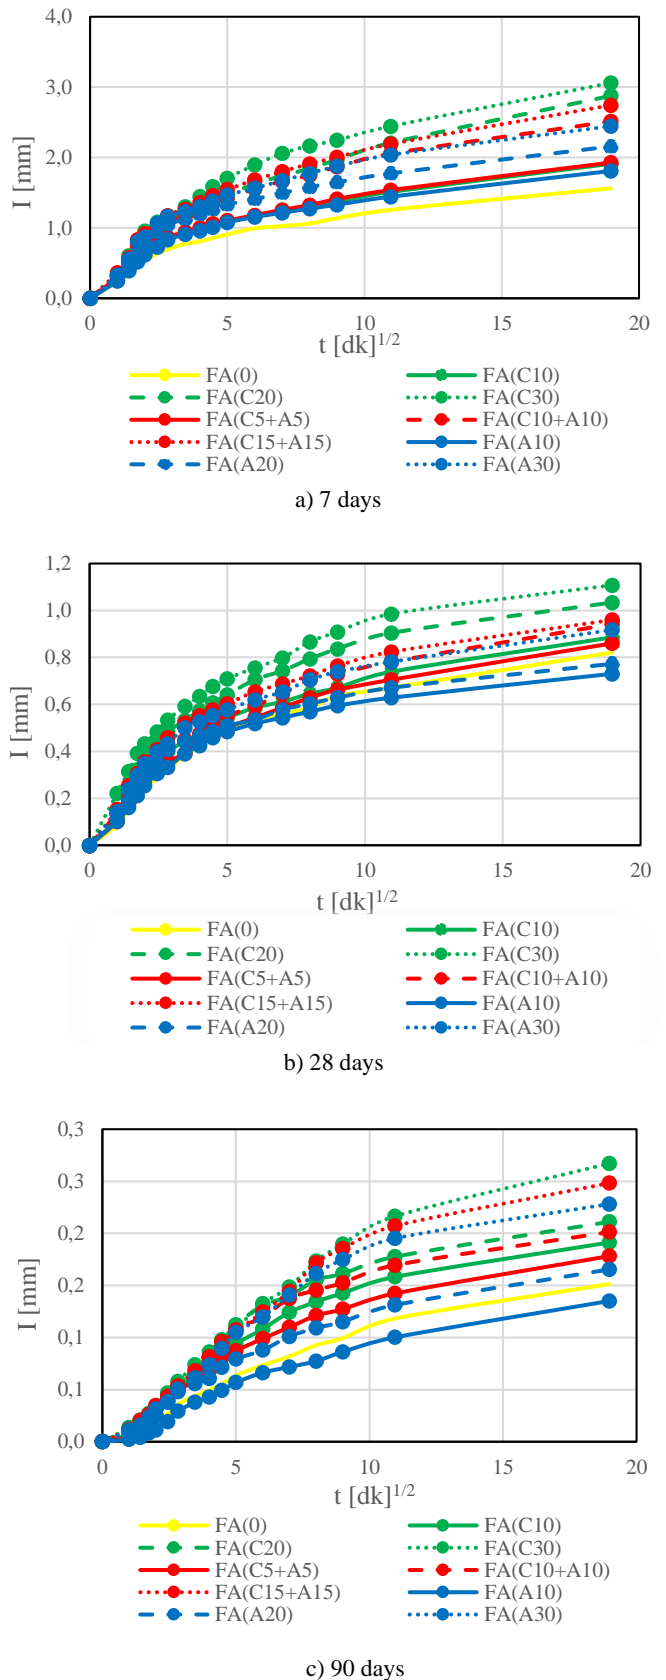 4,0
3,0
2,0
1,0
0,0
I [mm]
0 5 10 15 20
t [dk]1/2
FA(0) FA(C10)
FA(C20) FA(C30)
FA(C5+A5) FA(C10+A10)
FA(C15+A15) FA(A10)
FA(A20) FA(A30)
a) 7 days
1,2
1,0
0,8
0,6
0,4
0,2
0,0
I [mm]
0 5 10 15 20
t [dk]1/2
FA(0) FA(C10)
FA(C20) FA(C30)
FA(C5+A5) FA(C10+A10)
FA(C15+A15) FA(A10)
FA(A20) FA(A30)
b) 28 days
0,3
0,3
0,2
0,2
0,1
0,1
0,0
I [mm]
0 5 10 15 20
t [dk]1/2
FA(0) FA(C10)
FA(C20) FA(C30)
FA(C5+A5) FA(C10+A10)
FA(C15+A15) FA(A10)
FA(A20) FA(A30)
c) 90 days